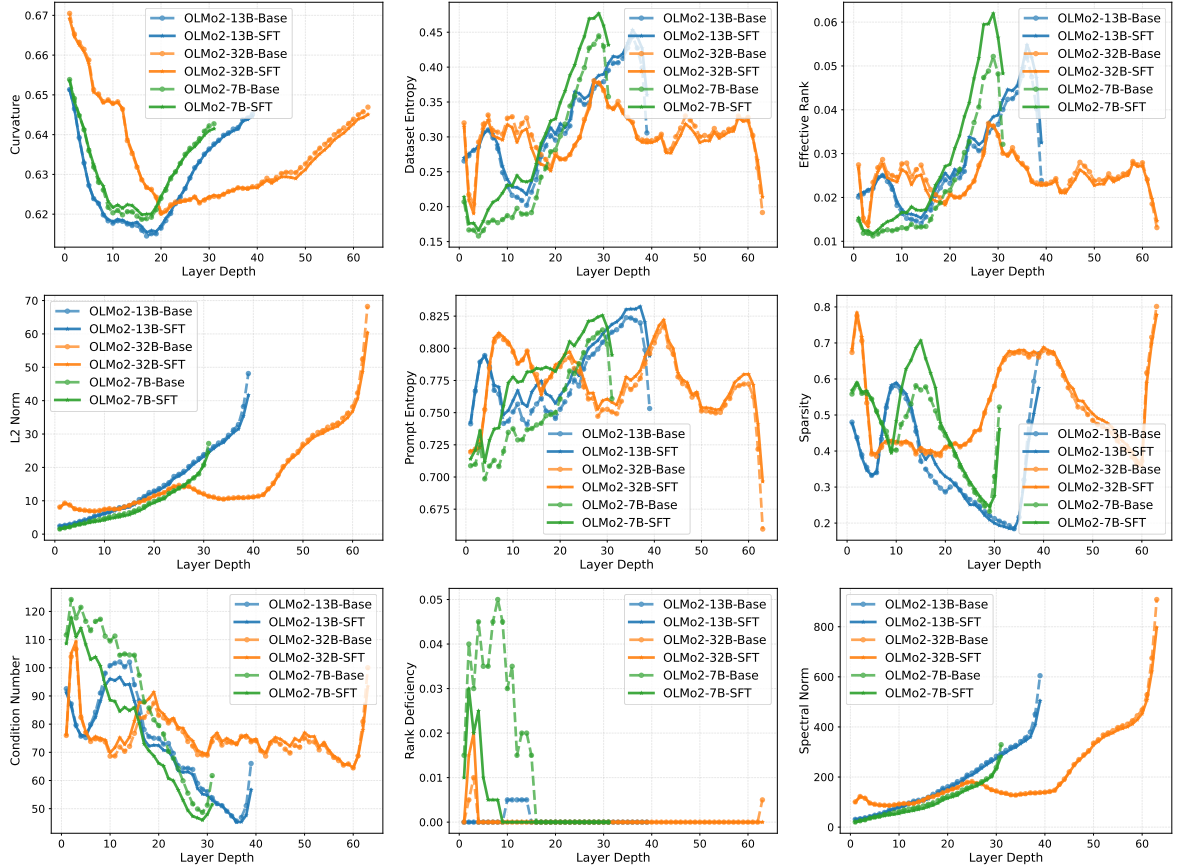 Curvature
0.67
0.66
0.65
0.64
0.63
0.62
0 10 20 30 40 50 60
Layer Depth
OLMo2-13B-Base
OLMo2-13B-SFT
OLMo2-32B-Base
OLMo2-32B-SFT
OLMo2-7B-Base
OLMo2-7B-SFT
Dataset Entropy
0.45
0.40
0.35
0.30
0.25
0.20
0.15
0 10 20 30 40 50 60
Layer Depth
OLMo2-13B-Base
OLMo2-13B-SFT
OLMo2-32B-Base
OLMo2-32B-SFT
OLMo2-7B-Base
OLMo2-7B-SFT
Effective Rank
0.06
0.05
0.04
0.03
0.02
0.01
0 10 20 30 40 50 60
Layer Depth
OLMo2-13B-Base
OLMo2-13B-SFT
OLMo2-32B-Base
OLMo2-32B-SFT
OLMo2-7B-Base
OLMo2-7B-SFT
L2 Norm
70
60
50
40
30
20
10
0
0 10 20 30 40 50 60
Layer Depth
OLMo2-13B-Base
OLMo2-13B-SFT
OLMo2-32B-Base
OLMo2-32B-SFT
OLMo2-7B-Base
OLMo2-7B-SFT
Prompt Entropy
0.825
0.800
0.775
0.750
0.725
0.700
0.675
0 10 20 30 40 50 60
Layer Depth
OLMo2-13B-Base
OLMo2-13B-SFT
OLMo2-32B-Base
OLMo2-32B-SFT
OLMo2-7B-Base
OLMo2-7B-SFT
Sparsity
0.8
0.7
0.6
0.5
0.4
0.3
0.2
0 10 20 30 40 50 60
Layer Depth
OLMo2-13B-Base
OLMo2-13B-SFT
OLMo2-32B-Base
OLMo2-32B-SFT
OLMo2-7B-Base
OLMo2-7B-SFT
Condition Number
120
110
100
90
80
70
60
50
0 10 20 30 40 50 60
Layer Depth
OLMo2-13B-Base
OLMo2-13B-SFT
OLMo2-32B-Base
OLMo2-32B-SFT
OLMo2-7B-Base
OLMo2-7B-SFT
Rank Deficiency
0.05
0.04
0.03
0.02
0.01
0.00
0 10 20 30 40 50 60
Layer Depth
OLMo2-13B-Base
OLMo2-13B-SFT
OLMo2-32B-Base
OLMo2-32B-SFT
OLMo2-7B-Base
OLMo2-7B-SFT
Spectral Norm
800
600
400
200
0
0 10 20 30 40 50 60
Layer Depth
OLMo2-13B-Base
OLMo2-13B-SFT
OLMo2-32B-Base
OLMo2-32B-SFT
OLMo2-7B-Base
OLMo2-7B-SFT